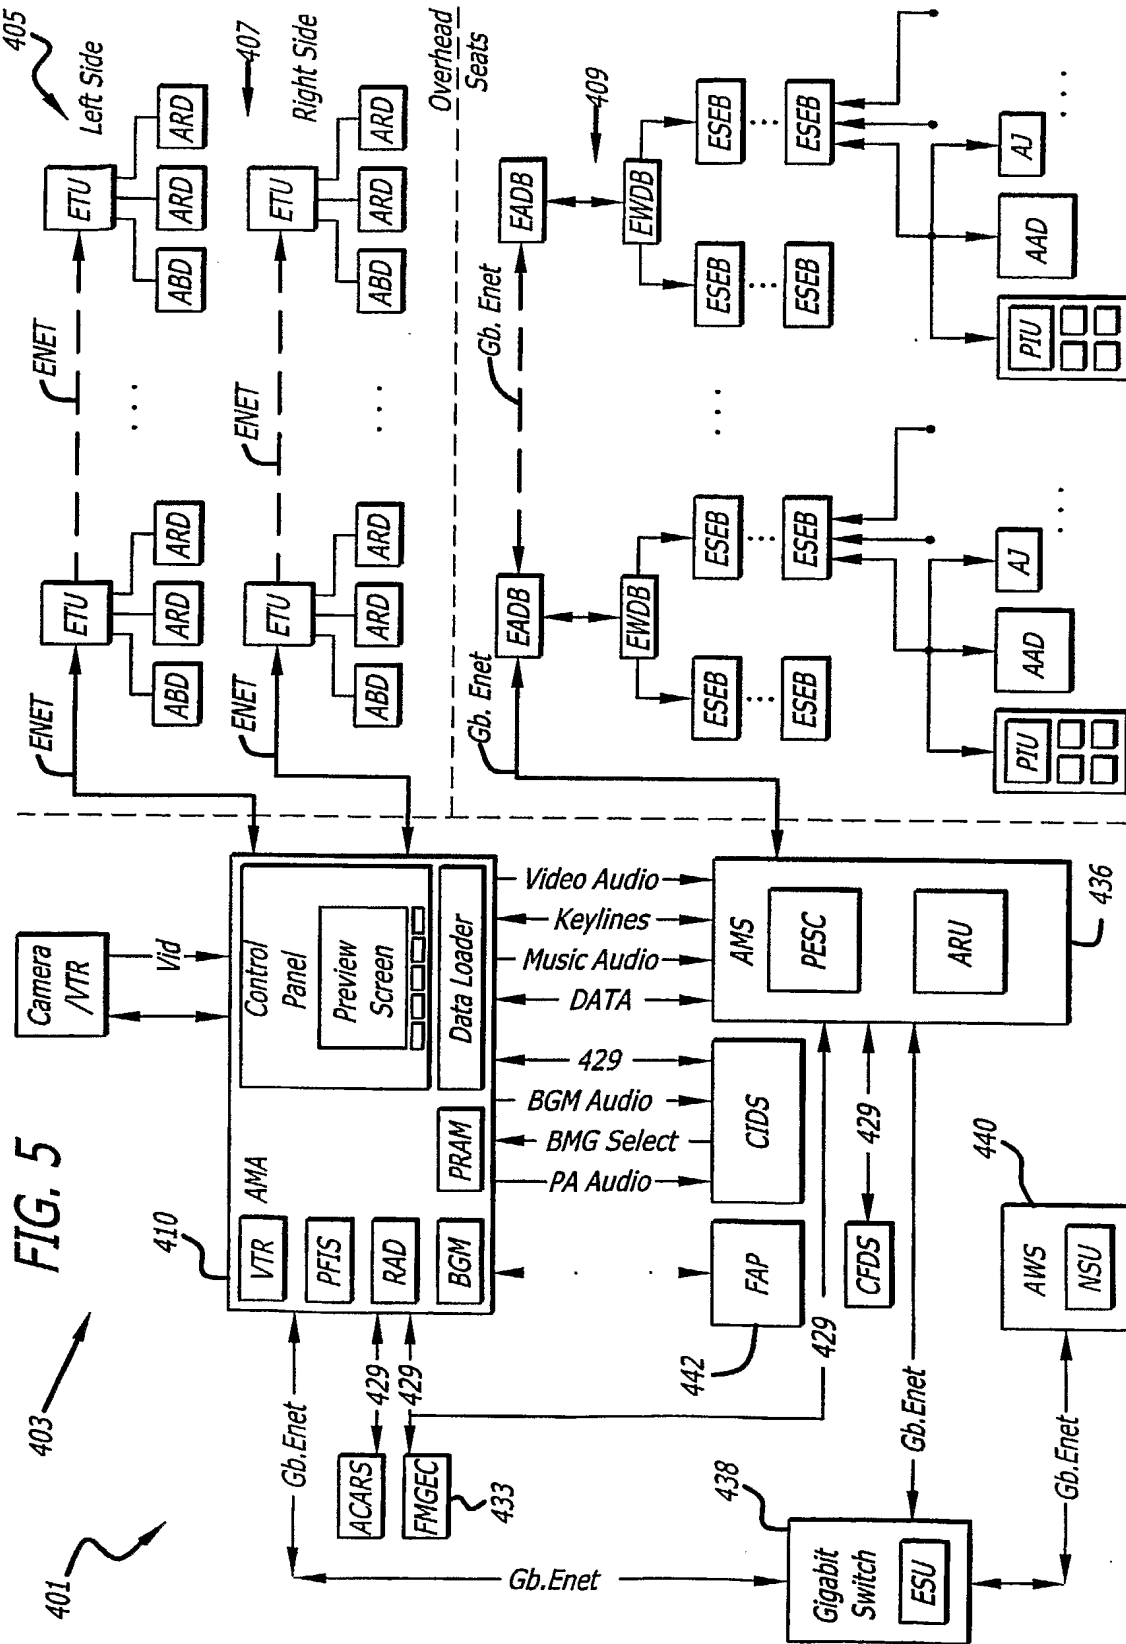 FIG. 5
401
403
405
Left Side
407
Right Side
Overhead
Seats
409
Camera
/VTR
Vid
ENET
ENET
ETU
ABD
ARD
ARD
ETU
ABD
ARD
ARD
. . .
ENET
ENET
ETU
ABD
ARD
ARD
ETU
ABD
ARD
ARD
. . .
410
AMA
VTR
PFIS
RAD
BGM
PRAM
Control
Panel
Preview
Screen
Data Loader
Gb.Enet
ACARS
429
FMGEC
429
433
Video Audio
Keylines
Music Audio
DATA
429
BGM Audio
BMG Select
PA Audio
AMS
PESC
ARU
436
CIDS
FAP
442
429
CFDS
429
Gb.Enet
Gb.Enet
438
Gigabit
Switch
ESU
Gb.Enet
440
AWS
NSU
Gb. Enet
Gb. Enet
EADB
EWDB
ESEB
. . .
ESEB
ESEB
. . .
ESEB
PIU
AAD
AJ
. . .
. . .
EADB
EWDB
ESEB
. . .
ESEB
ESEB
. . .
ESEB
PIU
AAD
AJ
. . .